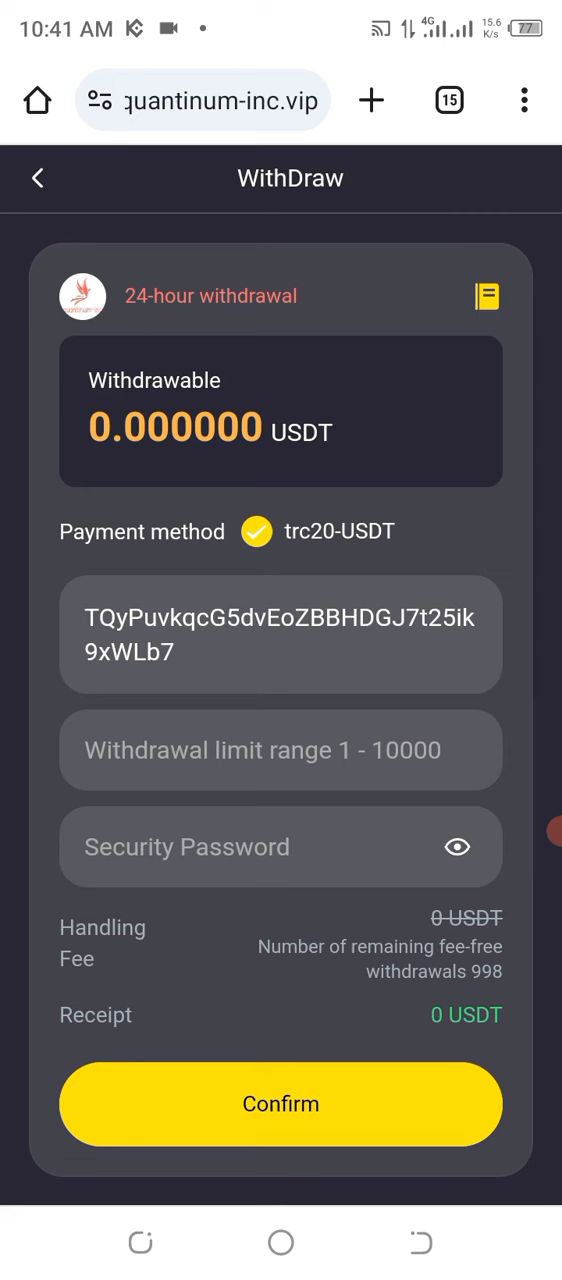 10:41 AM
4G
15.6
K/s
77
quantinum-inc.vip
15
WithDraw
24-hour withdrawal
Withdrawable
0.000000 USDT
Payment method trc20-USDT
TQyPuvkqcG5dvEoZBBHDGJ7t25ik
9xWLb7
Withdrawal limit range 1 - 10000
Security Password
Handling
Fee
0 USDT
Number of remaining fee-free
withdrawals 998
Receipt 0 USDT
Confirm